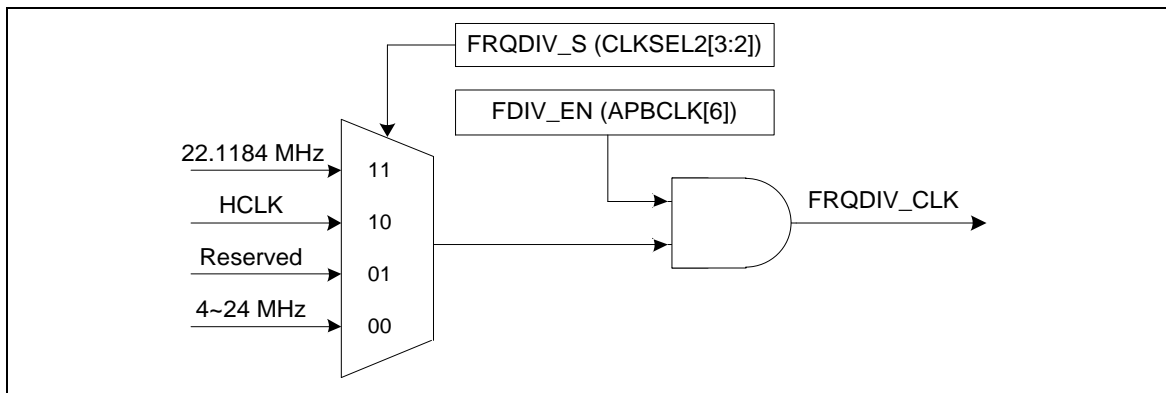 FRQDIV_S (CLKSEL2[3:2])
FDIV_EN (APBCLK[6])
22.1184 MHz
11
HCLK
10
Reserved
01
4~24 MHz
00
FRQDIV_CLK